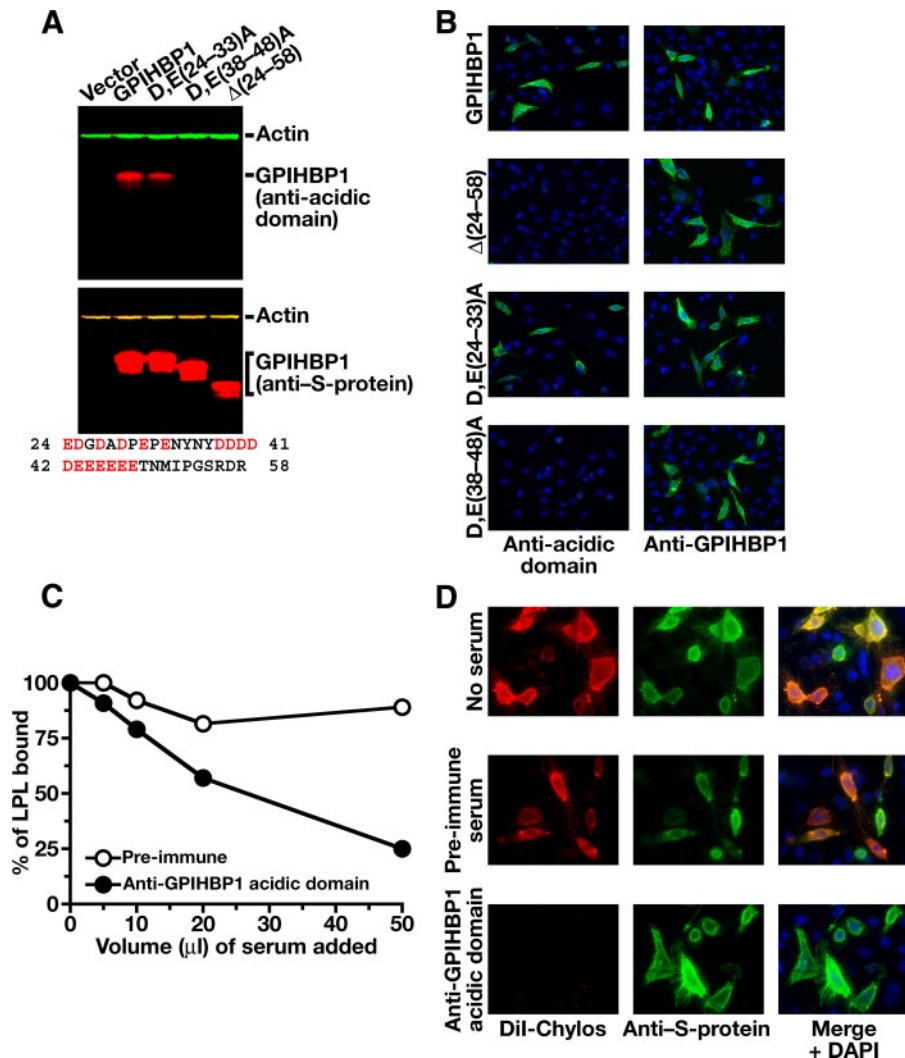 A
Vector
GPIHBP1
D,E(24–33)A
D,E(38–48)A
Δ(24–58)
Actin
GPIHBP1
(anti-acidic
domain)
Actin
GPIHBP1
(anti–S-protein)
24 EDGDADPEPENYNYDDDD 41
42 DEEEEEETNMIPGSRDR 58
B
GPIHBP1
Δ(24–58)
D,E(24–33)A
D,E(38–48)A
Anti-acidic
domain
Anti-GPIHBP1
C
% of LPL bound
100
75
50
25
0
Pre-immune
Anti-GPIHBP1 acidic domain
0 10 20 30 40 50
Volume (μl) of serum added
D
No serum
Pre-immune
serum
Anti-GPIHBP1
acidic domain
Dil-Chylos
Anti–S-protein
Merge
+ DAPI